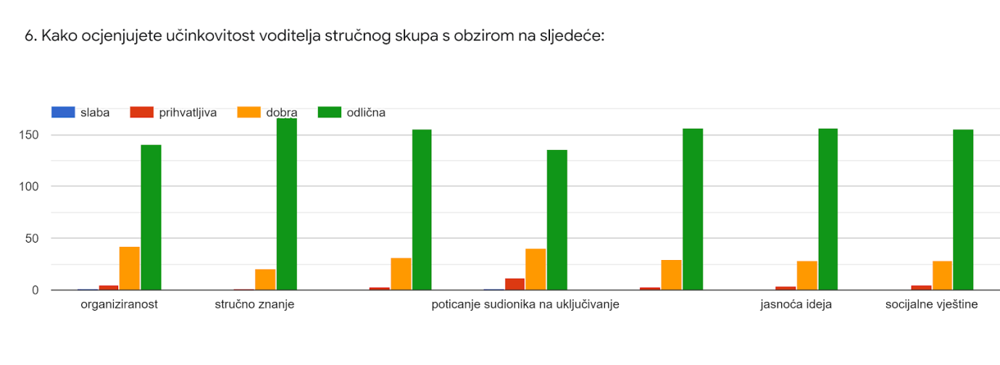 6. Kako ocjenjujete učinkovitost voditelja stručnog skupa s obzirom na sljedeće:
slaba prihvatljiva dobra odlična
150
100
50
0
organiziranost stručno znanje poticanje sudionika na uključivanje jasnoća ideja socijalne vještine